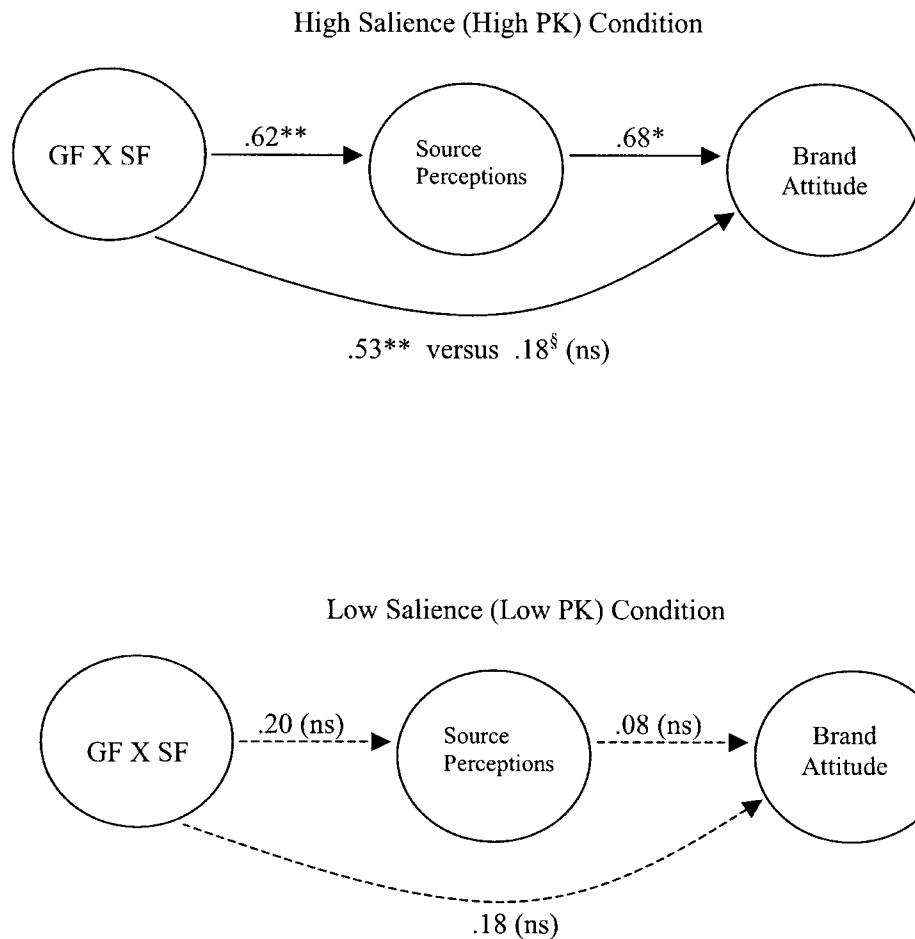 High Salience (High PK) Condition
.62**
.68*
GF X SF
Source
Perceptions
Brand
Attitude
.53** versus .18§ (ns)
Low Salience (Low PK) Condition
.20 (ns)
.08 (ns)
GF X SF
Source
Perceptions
Brand
Attitude
.18 (ns)